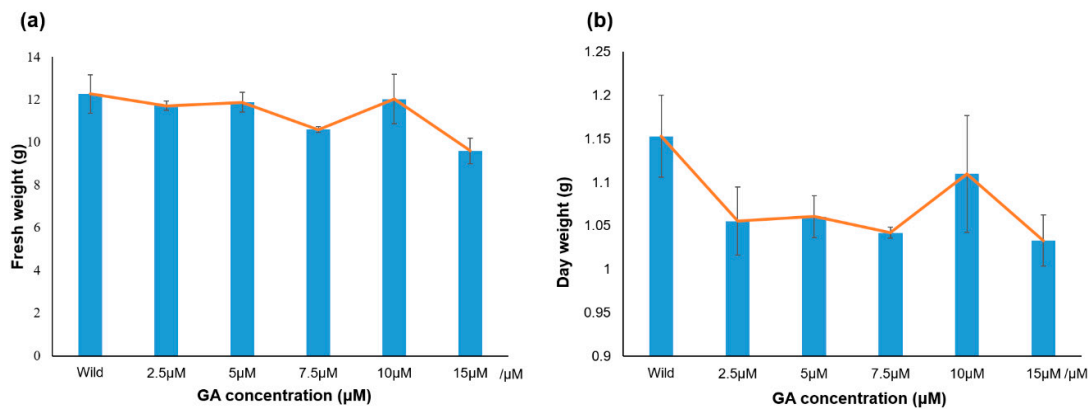 (a)
Fresh weight (g)
14
12
10
8
6
4
2
0
Wild 2.5μM 5μM 7.5μM 10μM 15μM /μM
GA concentration (μM)
(b)
Day weight (g)
1.25
1.2
1.15
1.1
1.05
1
0.95
0.9
Wild 2.5μM 5μM 7.5μM 10μM 15μM /μM
GA concentration (μM)